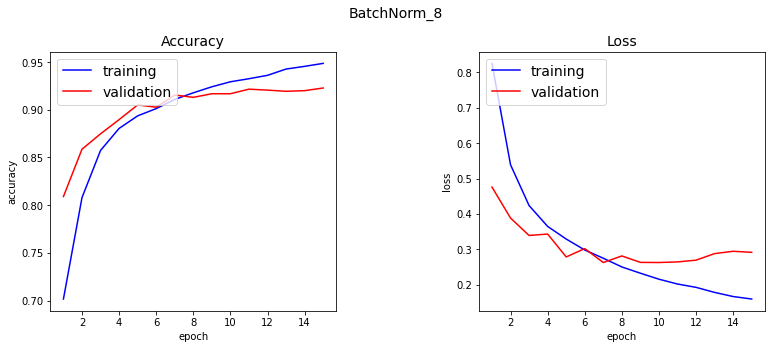 BatchNorm_8
Accuracy
Loss
training
validation
0.95
0.90
0.85
0.80
0.75
0.70
accuracy
2 4 6 8 10 12 14
epoch
training
validation
0.8
0.7
0.6
0.5
0.4
0.3
0.2
loss
2 4 6 8 10 12 14
epoch